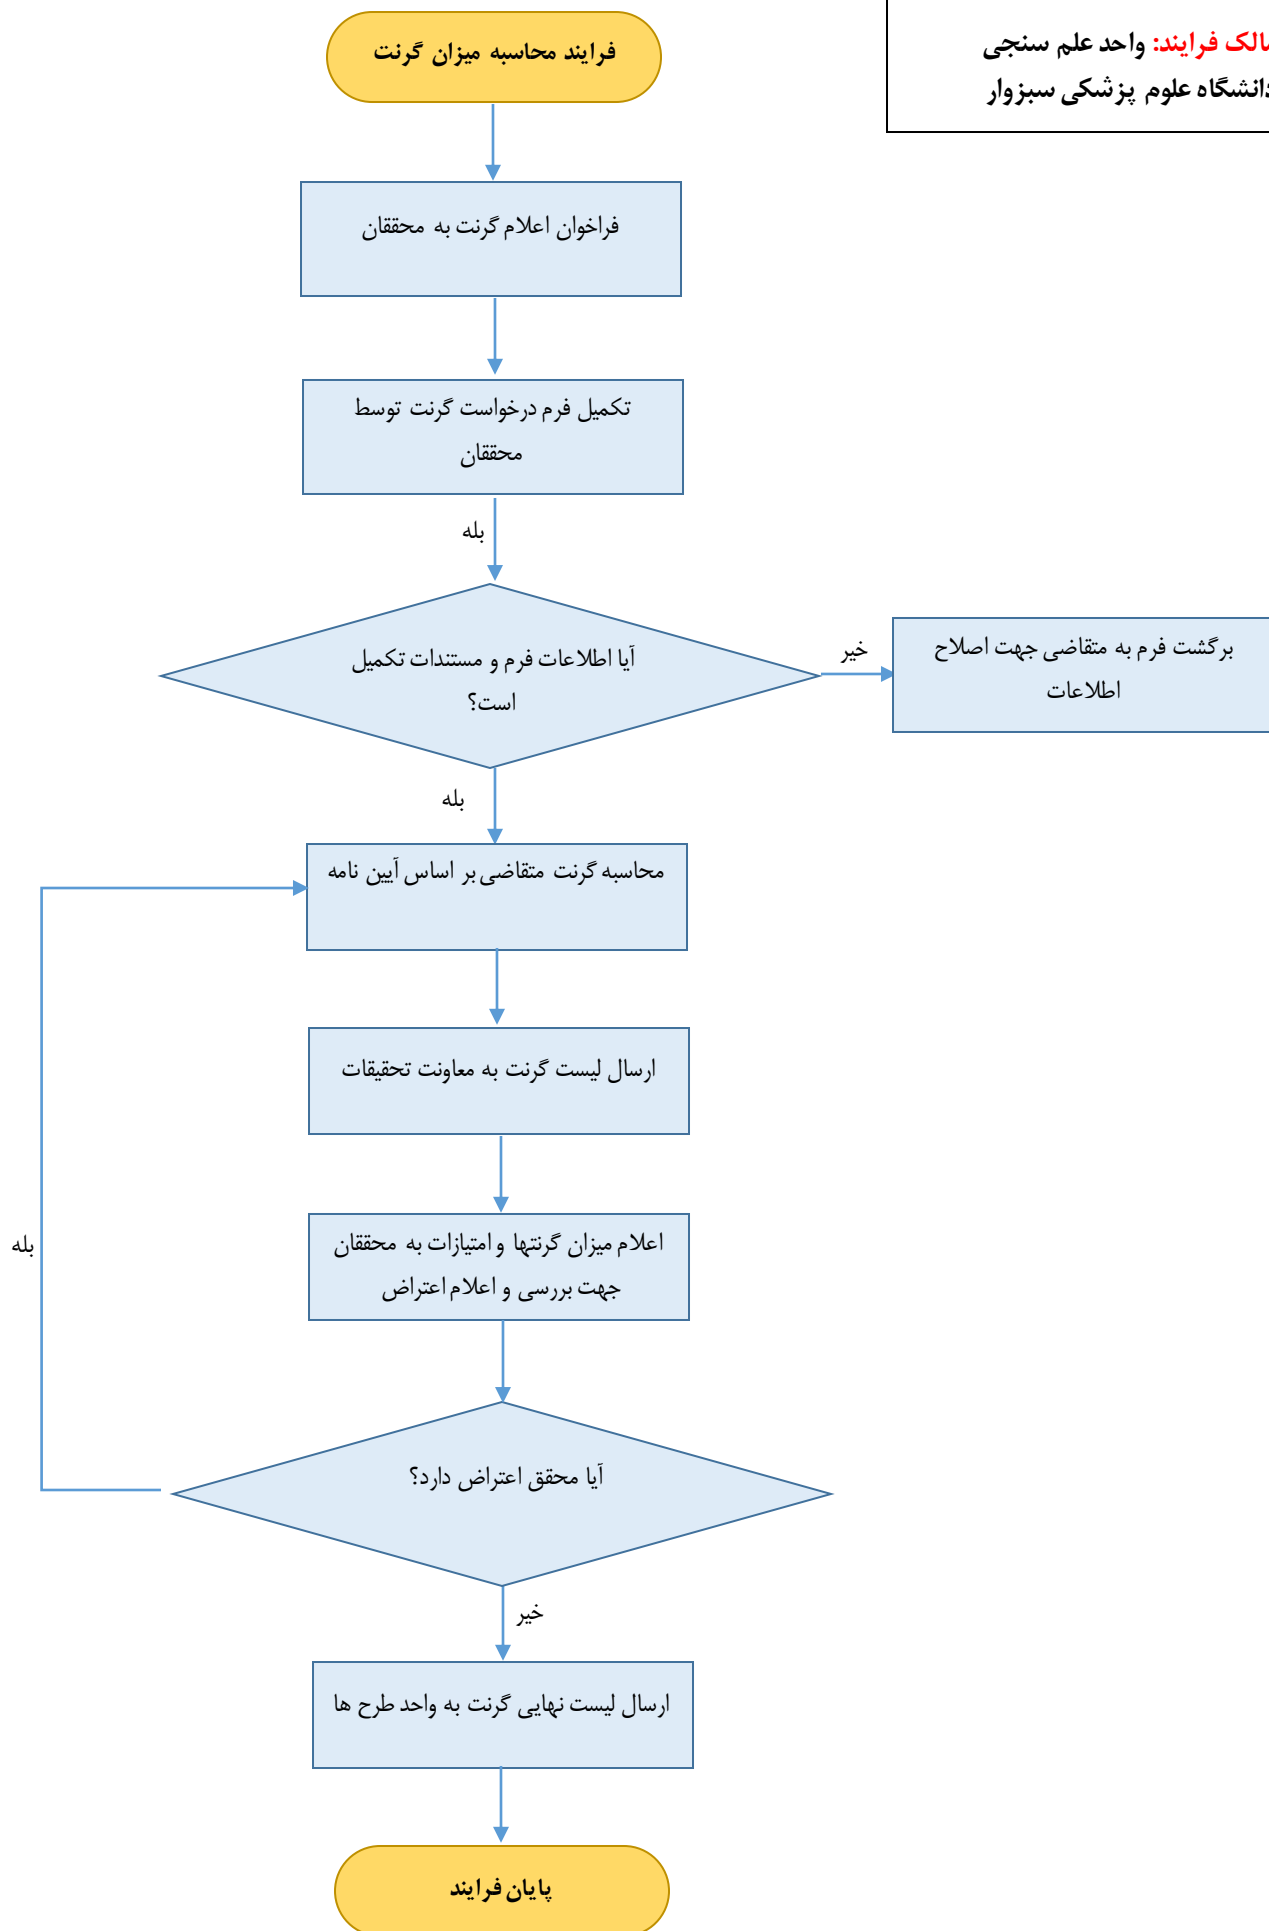 فرایند محاسبه میزان گرنت
فرایند: واحد علم سنجی
علوم پزشکی سبزوار
فراخوان اعلام گرنت به محققان
تکمیل فرم درخواست گرنت توسط
محققان
بله
آیا اطلاعات فرم و مستندات تکمیل
است؟
خیر
برگشت فرم به متقاضی جهت اصلاح
اطلاعات
بله
محاسبه گرنت متقاضی بر اساس آیین نامه
ارسال لیست گرنت به معاونت تحقیقات
اعلام میزان گرنتها و امتیازات به محققان
جهت بررسی و اعلام اعتراض
بله
آیا محقق اعتراض دارد؟
خیر
ارسال لیست نهایی گرنت به واحد طرح ها
پایان فرایند